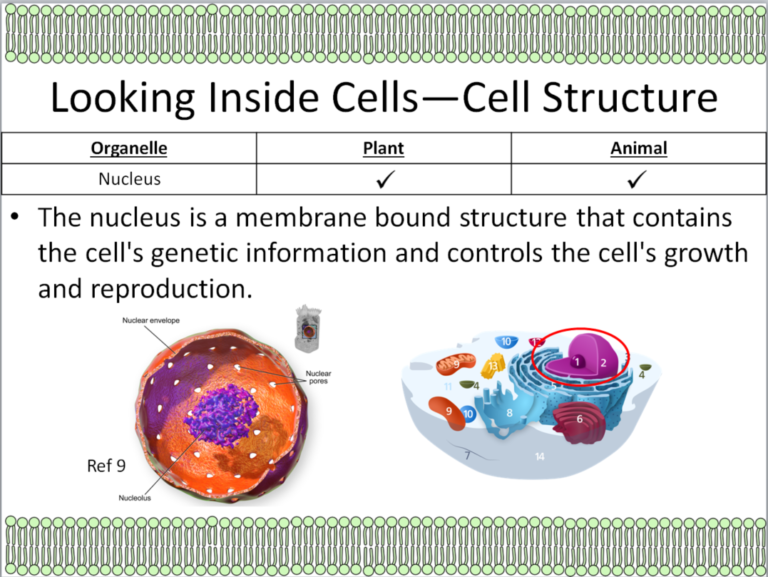 Looking Inside Cells—Cell Structure
Organelle Plant Animal
Nucleus ✓ ✓
• The nucleus is a membrane bound structure that contains
the cell's genetic information and controls the cell's growth
and reproduction.
Nuclear envelope
Nuclear
pores
Ref 9
Nucleolus
10
9
13
1
2
4
11
4
9
10
8
6
7
14